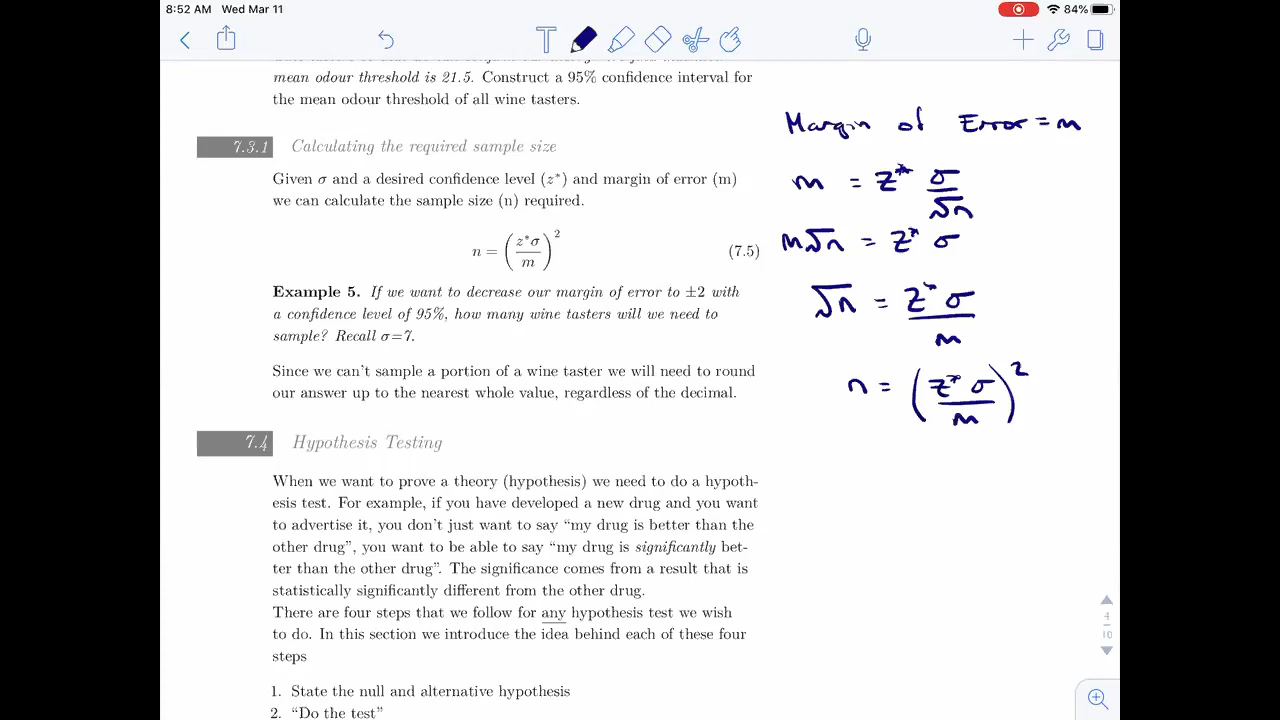 8:52 AM Wed Mar 11
84%
mean odour threshold is 21.5. Construct a 95% confidence interval for
the mean odour threshold of all wine tasters.
7.3.1 Calculating the required sample size
Given σ and a desired confidence level (z*) and margin of error (m)
we can calculate the sample size (n) required.
n = (z*σ/m)² (7.5)
Example 5. If we want to decrease our margin of error to ±2 with
a confidence level of 95%, how many wine tasters will we need to
sample? Recall σ=7.
Since we can't sample a portion of a wine taster we will need to round
our answer up to the nearest whole value, regardless of the decimal.
7.4 Hypothesis Testing
When we want to prove a theory (hypothesis) we need to do a hypoth-
esis test. For example, if you have developed a new drug and you want
to advertise it, you don't just want to say “my drug is better than the
other drug”, you want to be able to say “my drug is significantly bet-
ter than the other drug”. The significance comes from a result that is
statistically significantly different from the other drug.
There are four steps that we follow for any hypothesis test we wish
to do. In this section we introduce the idea behind each of these four
steps
1. State the null and alternative hypothesis
2. “Do the test”
Margin of Error = m
m = z* σ/√n
m√n = z* σ
√n = z* σ/m
n = (z* σ/m)²
4
10